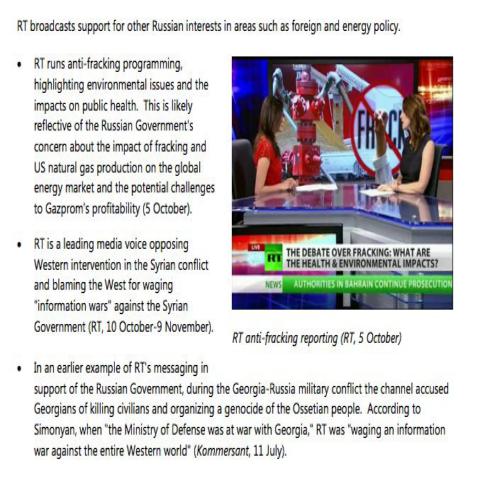 RT broadcasts support for other Russian interests in areas such as foreign and energy policy.
• RT runs anti-fracking programming,
highlighting environmental issues and the
impacts on public health. This is likely
reflective of the Russian Government's
concern about the impact of fracking and
US natural gas production on the global
energy market and the potential challenges
to Gazprom's profitability (5 October).
• RT is a leading media voice opposing
Western intervention in the Syrian conflict
and blaming the West for waging
"information wars" against the Syrian
Government (RT, 10 October-9 November).
FRACK
LIVE
RT
THE DEBATE OVER FRACKING: WHAT ARE
THE HEALTH & ENVIRONMENTAL IMPACTS?
NEWS AUTHORITIES IN BAHRAIN CONTINUE PROSECUTION
RT anti-fracking reporting (RT, 5 October)
• In an earlier example of RT's messaging in
support of the Russian Government, during the Georgia-Russia military conflict the channel accused
Georgians of killing civilians and organizing a genocide of the Ossetian people. According to
Simonyan, when "the Ministry of Defense was at war with Georgia," RT was "waging an information
war against the entire Western world" (Kommersant, 11 July).